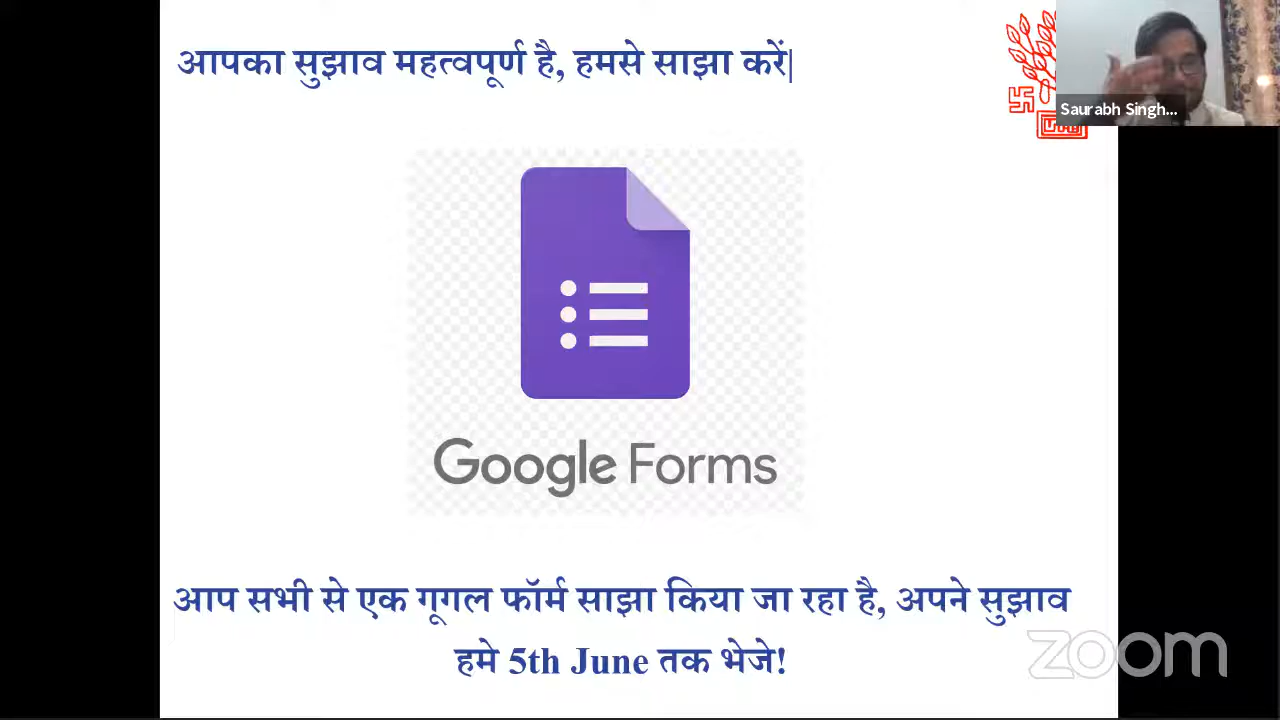 आपका सुझाव महत्वपूर्ण है, हमसे साझा करें|
Saurabh Singh...
Google Forms
आप सभी से एक गूगल फॉर्म साझा किया जा रहा है, अपने सुझाव
हमे 5th June तक भेजे!
zoom